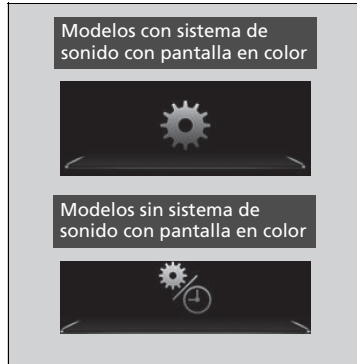 Modelos con sistema de
sonido con pantalla en color
Modelos sin sistema de
sonido con pantalla en color